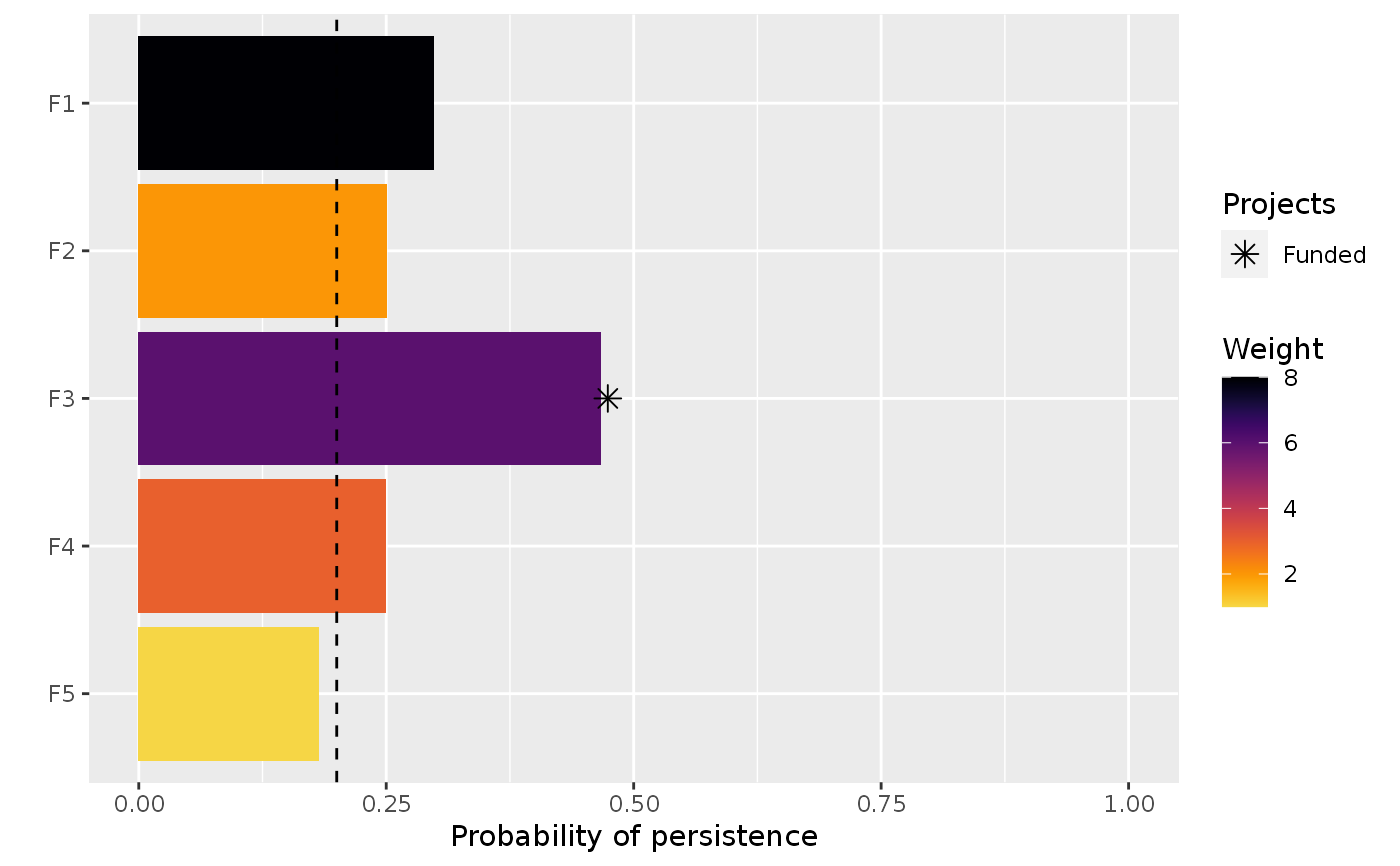 F1
F2
F3
F4
F5
0.00
0.25
0.50
0.75
1.00
Probability of persistence
Projects
Funded
Weight
8
6
4
2